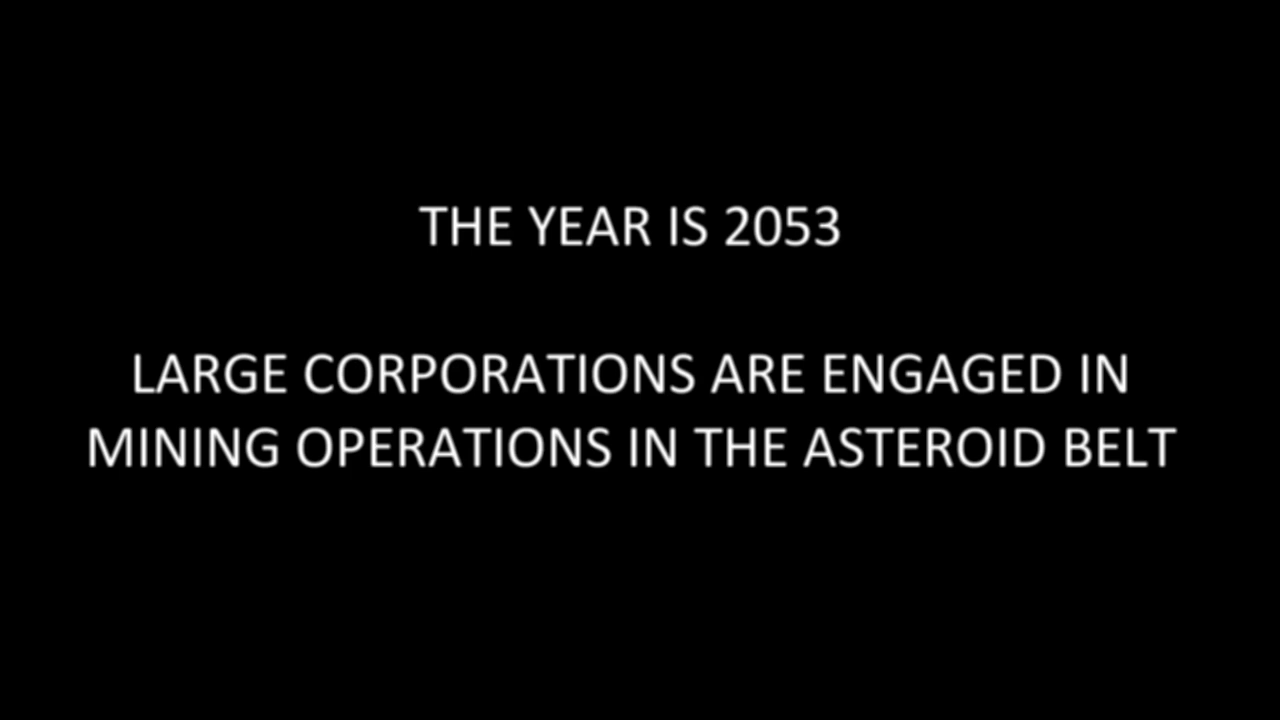 THE YEAR IS 2053
LARGE CORPORATIONS ARE ENGAGED IN
MINING OPERATIONS IN THE ASTEROID BELT